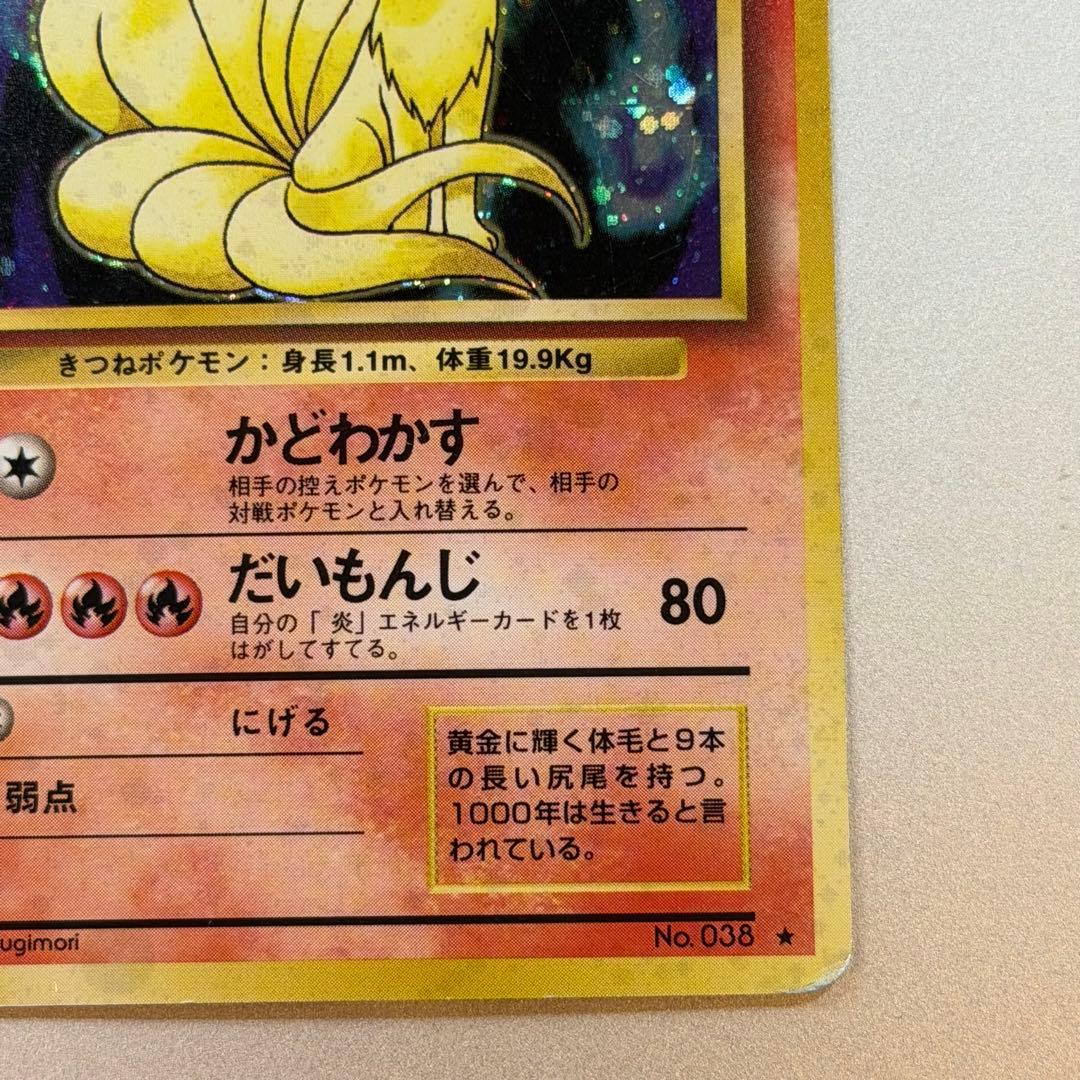 きつねポケモン：身長1.1m、体重19.9Kg
かどわかす
相手の控えポケモンを選んで、相手の
対戦ポケモンと入れ替える。
だいもんじ
80
自分の「炎」エネルギーカードを1枚
はがしてすてる。
にげる
弱点
黄金に輝く体毛と9本
の長い尻尾を持つ。
1000年は生きると言
われている。
ugimori
No. 038 ★